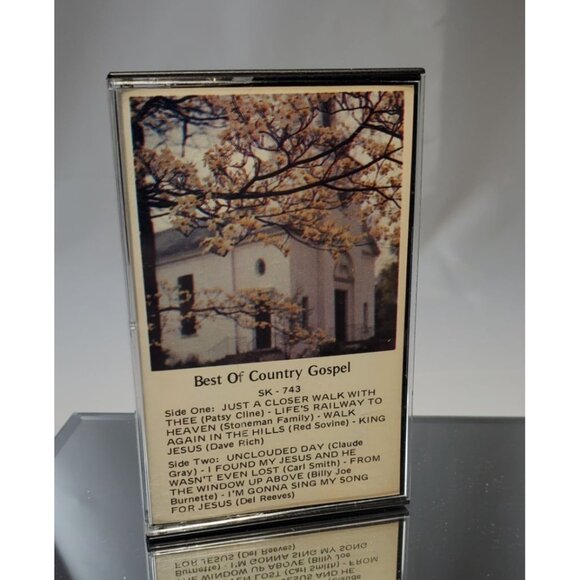 Best Of Country Gospel
SK - 743
Side One: JUST A CLOSER WALK WITH
THEE (Patsy Cline) - LIFE'S RAILWAY TO
HEAVEN (Stoneman Family) - WALK
AGAIN IN THE HILLS (Red Sovine) - KING
JESUS (Dave Rich)
Side Two: UNCLOUDED DAY (Claude
Gray) - I FOUND MY JESUS AND HE
WASN'T EVEN LOST (Carl Smith) - FROM
THE WINDOW UP ABOVE (Billy Joe
Burnette) - I'M GONNA SING MY SONG
FOR JESUS (Del Reeves)